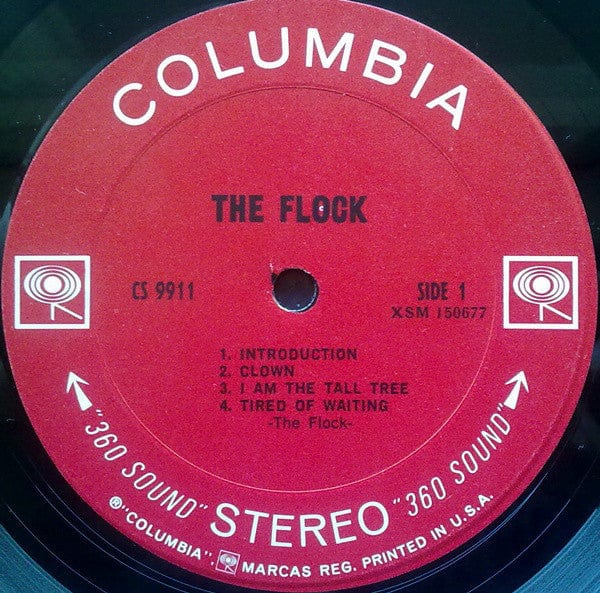 COLUMBIA
THE FLOCK
CS 9911
SIDE 1
XSM 150677
1. INTRODUCTION
2. CLOWN
3. I AM THE TALL TREE
4. TIRED OF WAITING
-The Flock-
"360 SOUND" STEREO "360 SOUND"
®"COLUMBIA", MARCAS REG. PRINTED IN U.S.A.